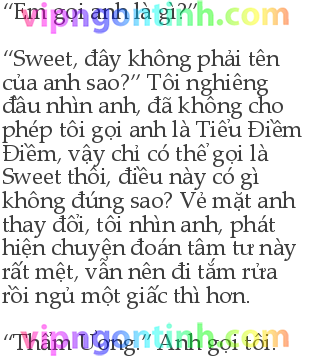 “Em gọi anh là gì?”
“Sweet, đây không phải tên
của anh sao?” Tôi nghiêng
đầu nhìn anh, đã không cho
phép tôi gọi anh là Tiểu Điềm
Điềm, vậy chỉ có thể gọi là
Sweet thôi, điều này có gì
không đúng sao? Vẻ mặt anh
thay đổi, tôi nhìn anh, phát
hiện chuyện đoán tâm tư này
rất mệt, vẫn nên đi tắm rửa
rồi ngủ một giấc thì hơn.
“Thẩm Ương.” Anh gọi tôi.
vipngontinh.com
vipngontinh.com